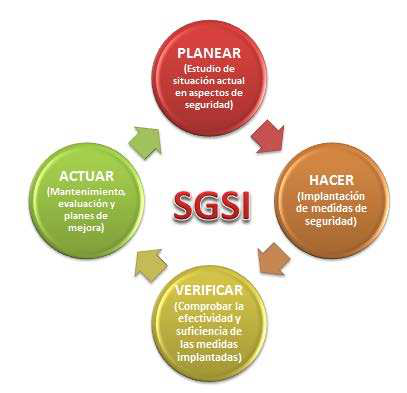 PLANEAR
(Estudio de
situación actual
en aspectos de
seguridad)
HACER
(Implantación
de medidas de
seguridad)
VERIFICAR
(Comprobar la
efectividad y
suficiencia de
las medidas
implantadas)
ACTUAR
(Mantenimiento,
evaluación y
planes de
mejora)
SGSI